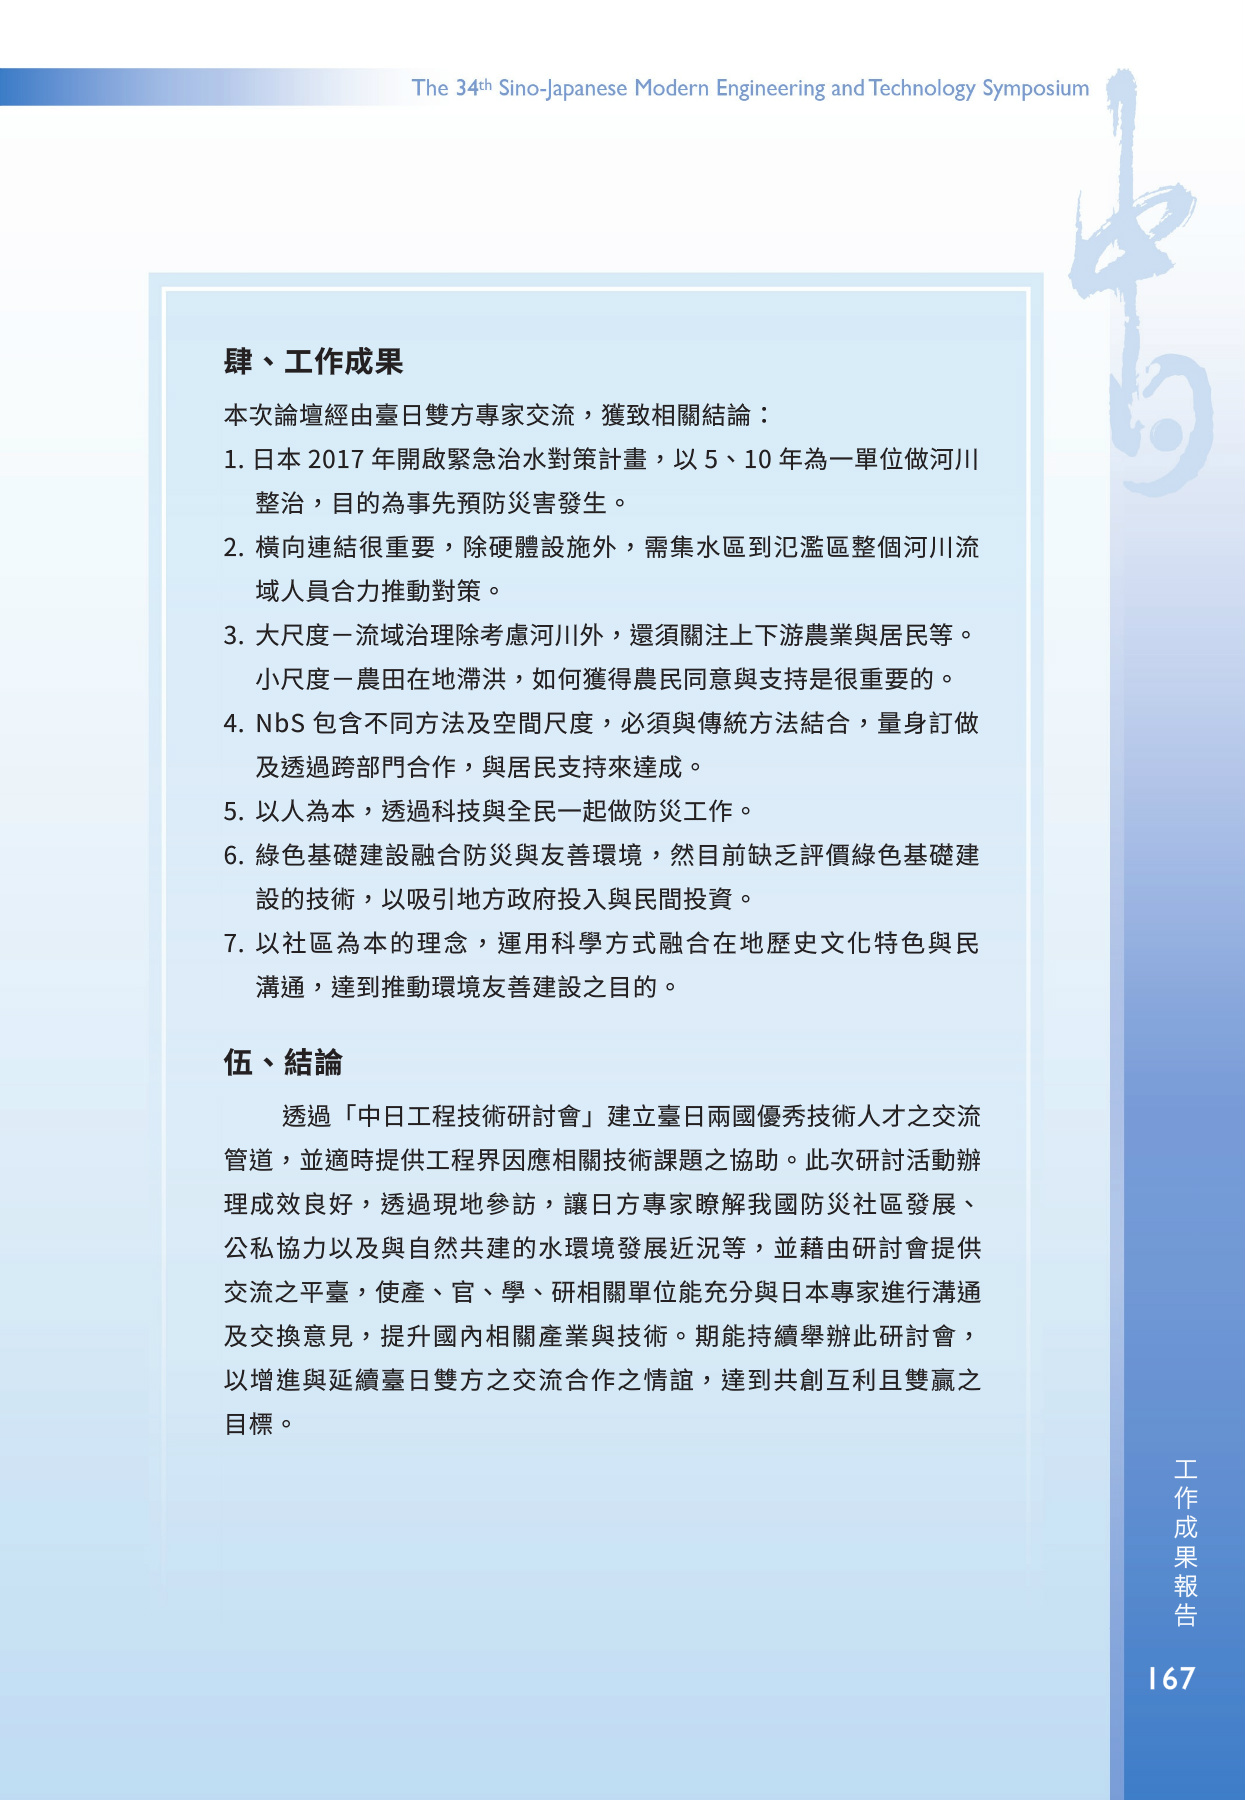 The 34th Sino-Japanese Modern Engineering and Technology Symposium
中日
肆、工作成果
本次論壇經由臺日雙方專家交流，獲致相關結論：
1. 日本 2017 年開啟緊急治水對策計畫，以 5、10 年為一單位做河川
整治，目的為事先預防災害發生。
2. 橫向連結很重要，除硬體設施外，需集水區到氾濫區整個河川流
域人員合力推動對策。
3. 大尺度－流域治理除考慮河川外，還須關注上下游農業與居民等。
小尺度－農田在地滯洪，如何獲得農民同意與支持是很重要的。
4. NbS 包含不同方法及空間尺度，必須與傳統方法結合，量身訂做
及透過跨部門合作，與居民支持來達成。
5. 以人為本，透過科技與全民一起做防災工作。
6. 綠色基礎建設融合防災與友善環境，然目前缺乏評價綠色基礎建
設的技術，以吸引地方政府投入與民間投資。
7. 以社區為本的理念，運用科學方式融合在地歷史文化特色與民
溝通，達到推動環境友善建設之目的。
伍、結論
透過「中日工程技術研討會」建立臺日兩國優秀技術人才之交流
管道，並適時提供工程界因應相關技術課題之協助。此次研討活動辦
理成效良好，透過現地參訪，讓日方專家瞭解我國防災社區發展、
公私協力以及與自然共建的水環境發展近況等，並藉由研討會提供
交流之平臺，使產、官、學、研相關單位能充分與日本專家進行溝通
及交換意見，提升國內相關產業與技術。期能持續舉辦此研討會，
以增進與延續臺日雙方之交流合作之情誼，達到共創互利且雙贏之
目標。
工作成果報告
167